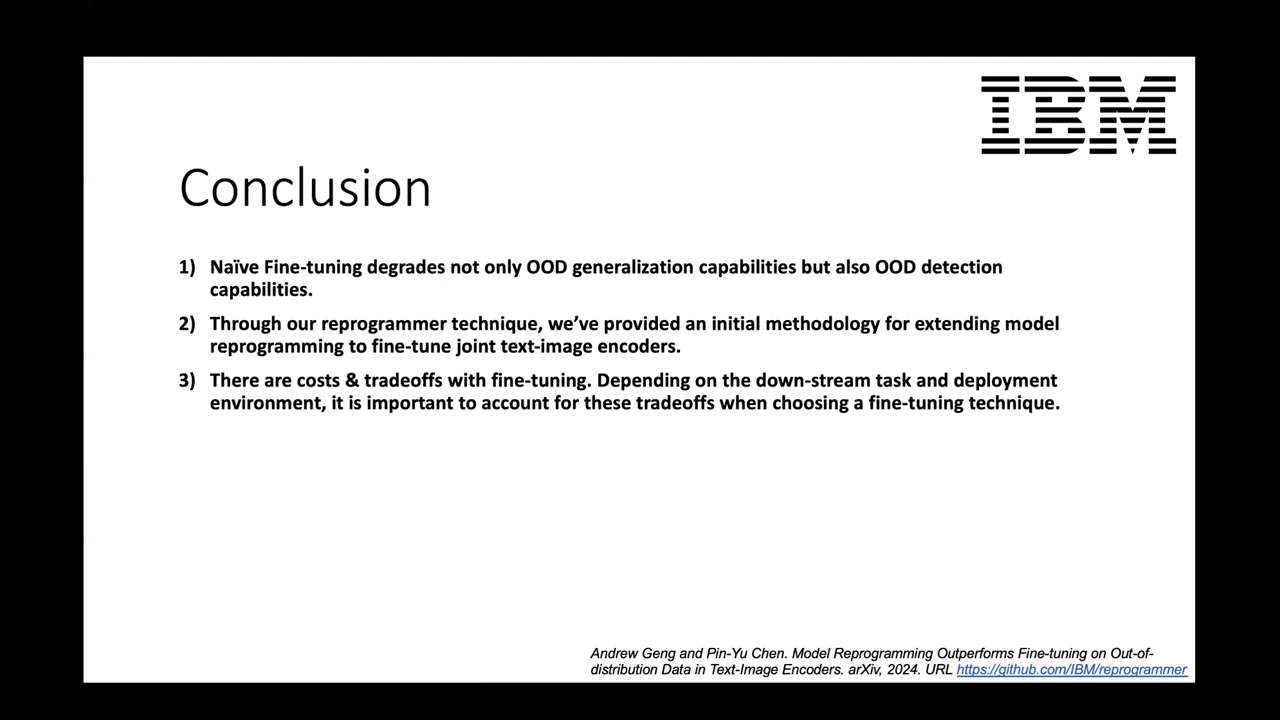 IBM
Conclusion
1) Naïve Fine-tuning degrades not only OOD generalization capabilities but also OOD detection
capabilities.
2) Through our reprogrammer technique, we’ve provided an initial methodology for extending model
reprogramming to fine-tune joint text-image encoders.
3) There are costs & tradeoffs with fine-tuning. Depending on the down-stream task and deployment
environment, it is important to account for these tradeoffs when choosing a fine-tuning technique.
Andrew Geng and Pin-Yu Chen. Model Reprogramming Outperforms Fine-tuning on Out-of-
distribution Data in Text-Image Encoders. arXiv, 2024. URL https://github.com/IBM/reprogrammer